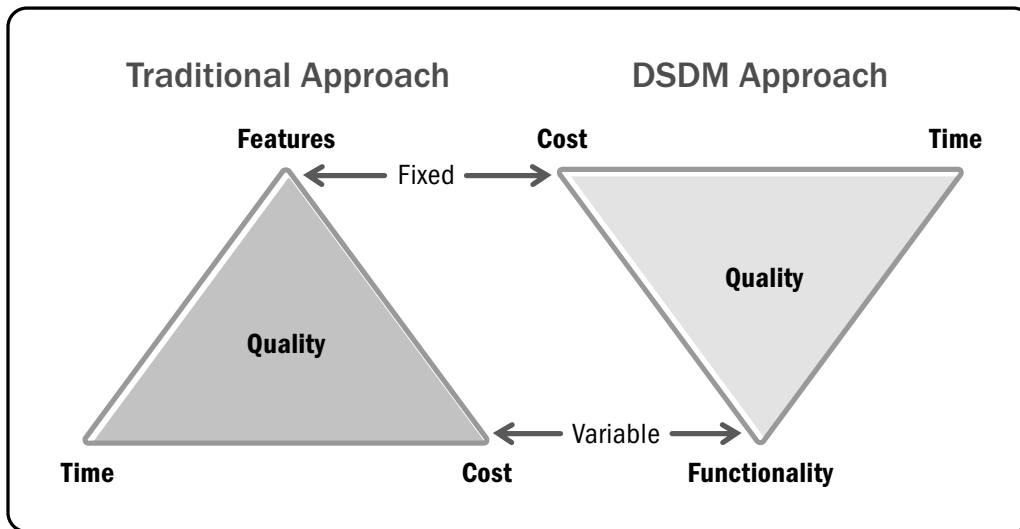 Traditional Approach
DSDM Approach
Features
Cost
Time
Fixed
Quality
Quality
Variable
Time
Cost
Functionality